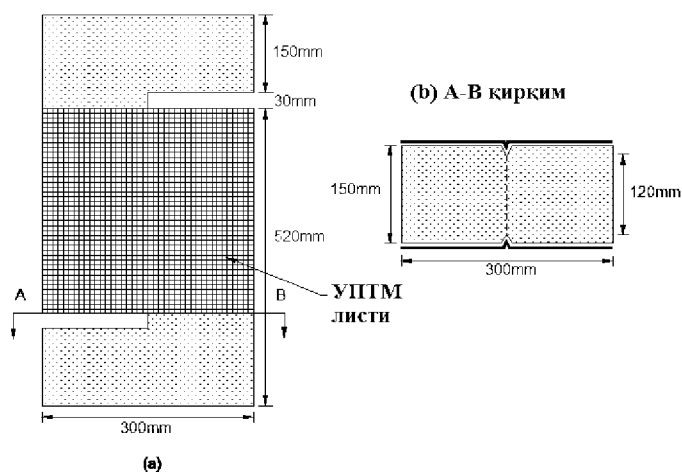 150mm
30mm
(b) А-В қирқим
150mm
120mm
520mm
300mm
A
B
УПТМ
листи
300mm
(a)